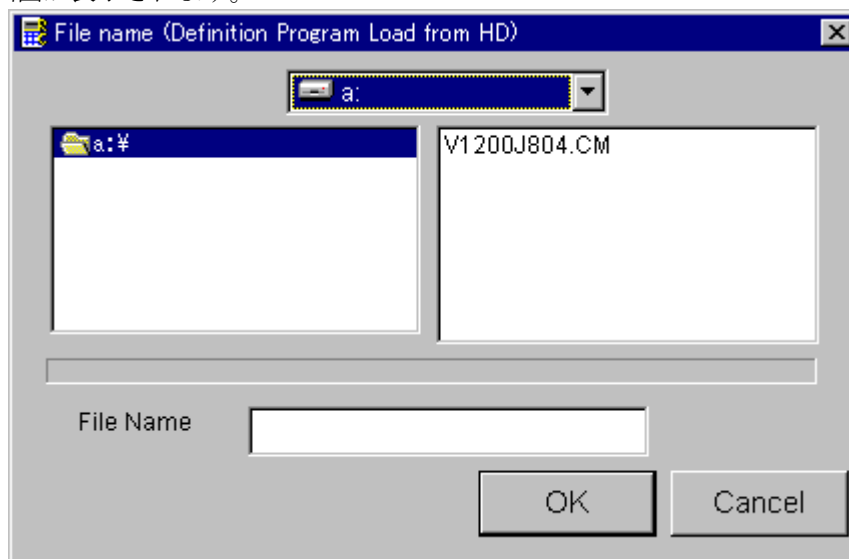 File name (Definition Program Load from HD)
a:
a:¥
V1200J804.CM
File Name
OK
Cancel